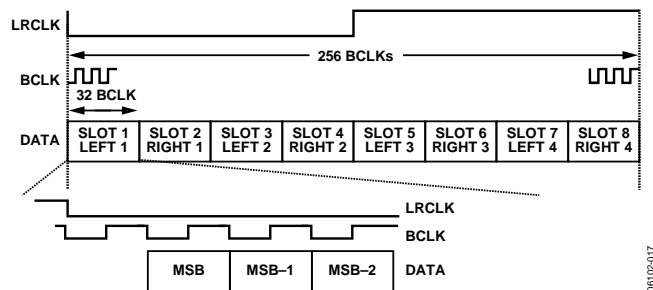 LRCLK
256 BCLKs
BCLK
32 BCLK
DATA
SLOT 1 LEFT 1
SLOT 2 RIGHT 1
SLOT 3 LEFT 2
SLOT 4 RIGHT 2
SLOT 5 LEFT 3
SLOT 6 RIGHT 3
SLOT 7 LEFT 4
SLOT 8 RIGHT 4
LRCLK
BCLK
MSB MSB–1 MSB–2 DATA
06102-017